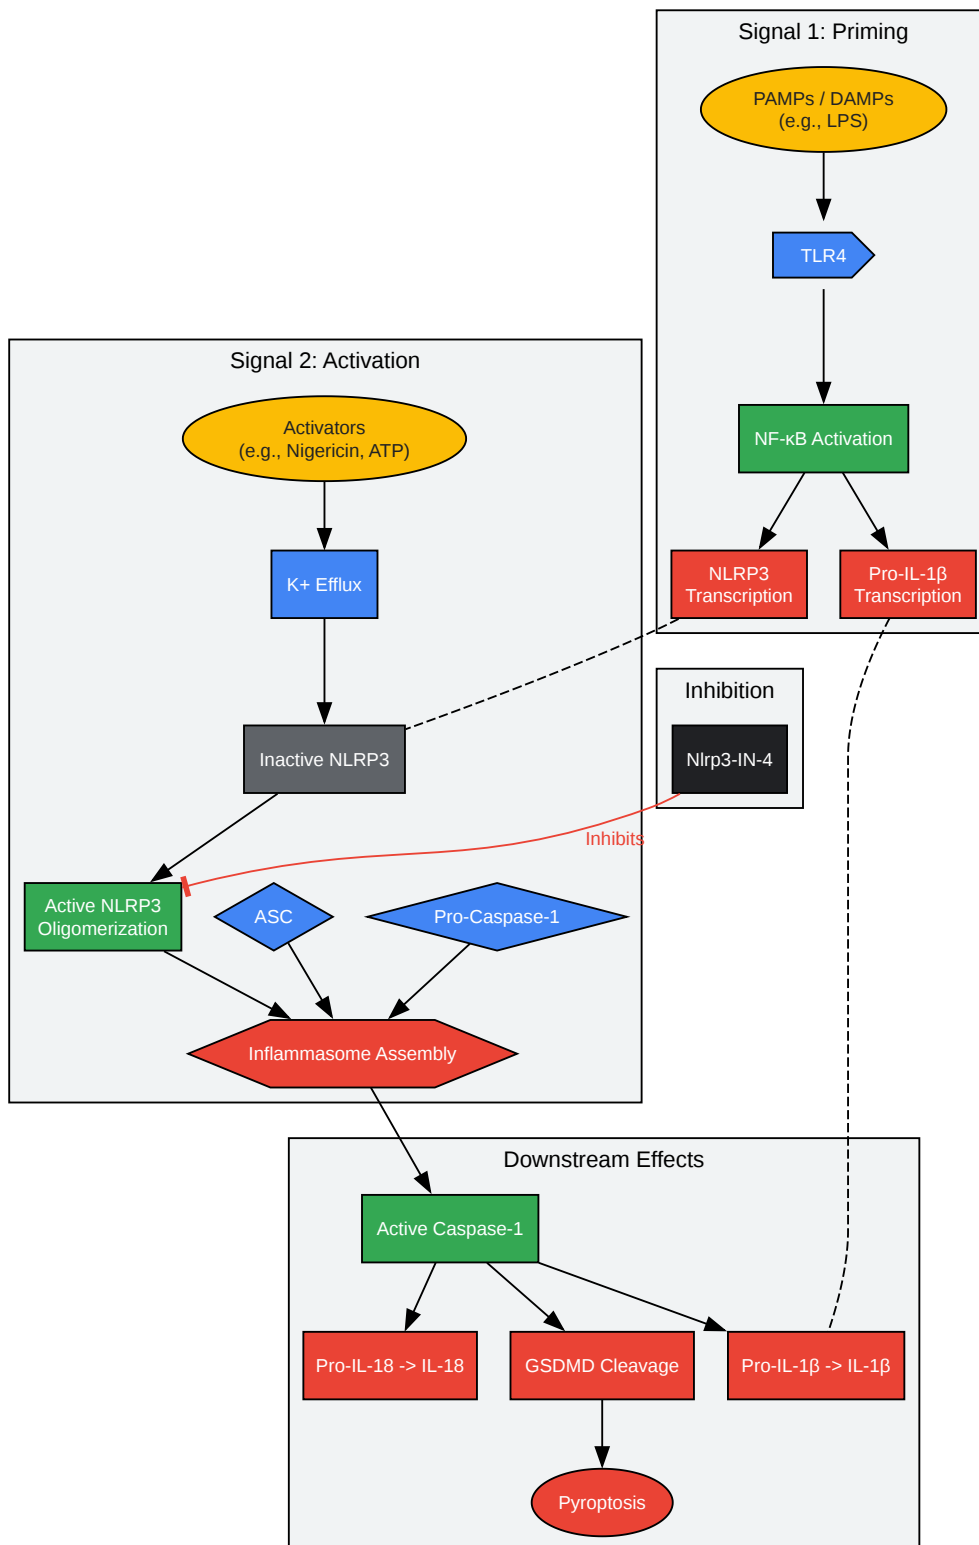 Signal 1: Priming
PAMPs / DAMPs
(e.g., LPS)
TLR4
NF-κB Activation
NLRP3
Transcription
Pro-IL-1β
Transcription
Signal 2: Activation
Activators
(e.g., Nigericin, ATP)
K+ Efflux
Inactive NLRP3
Inhibition
Nlrp3-IN-4
Inhibits
Active NLRP3
Oligomerization
ASC
Pro-Caspase-1
Inflammasome Assembly
Downstream Effects
Active Caspase-1
Pro-IL-18 -> IL-18
GSDMD Cleavage
Pro-IL-1β -> IL-1β
Pyroptosis